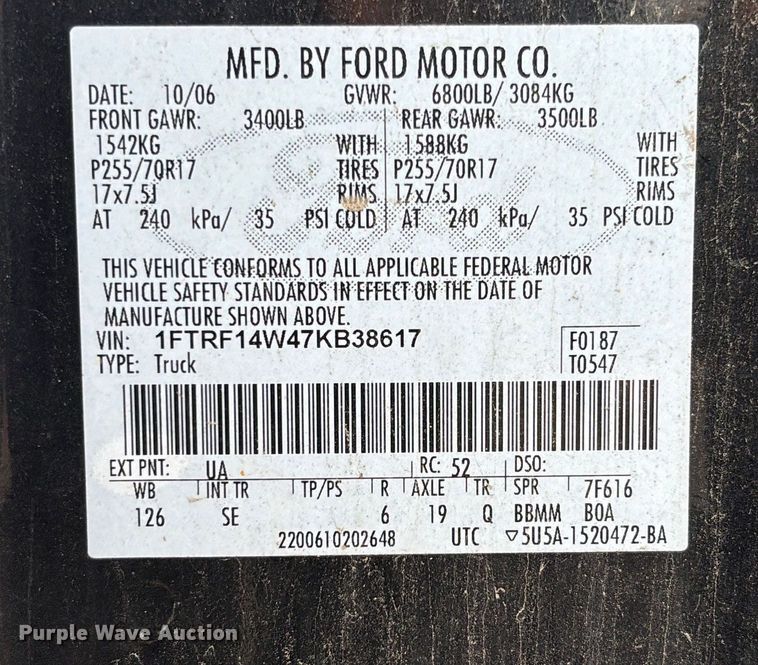 MFD. BY FORD MOTOR CO.
DATE: 10/06 GVWR: 6800LB/ 3084KG
FRONT GAWR: 3400LB REAR GAWR: 3500LB
1542KG WITH 1588KG WITH
P255/70R17 TIRES P255/70R17 TIRES
17x7.5J RIMS 17x7.5J RIMS
AT 240 kPa/ 35 PSI COLD AT 240 kPa/ 35 PSI COLD
THIS VEHICLE CONFORMS TO ALL APPLICABLE FEDERAL MOTOR
VEHICLE SAFETY STANDARDS IN EFFECT ON THE DATE OF
MANUFACTURE SHOWN ABOVE.
VIN: 1FTRF14W47KB38617 F0187
TYPE: Truck T0547
EXT PNT: UA RC: 52 DSO:
WB INT TR TP/PS R AXLE TR SPR 7F616
126 SE 6 19 Q BBMM BOA
2200610202648 UTC ▽5U5A-1520472-BA
Purple Wave Auction